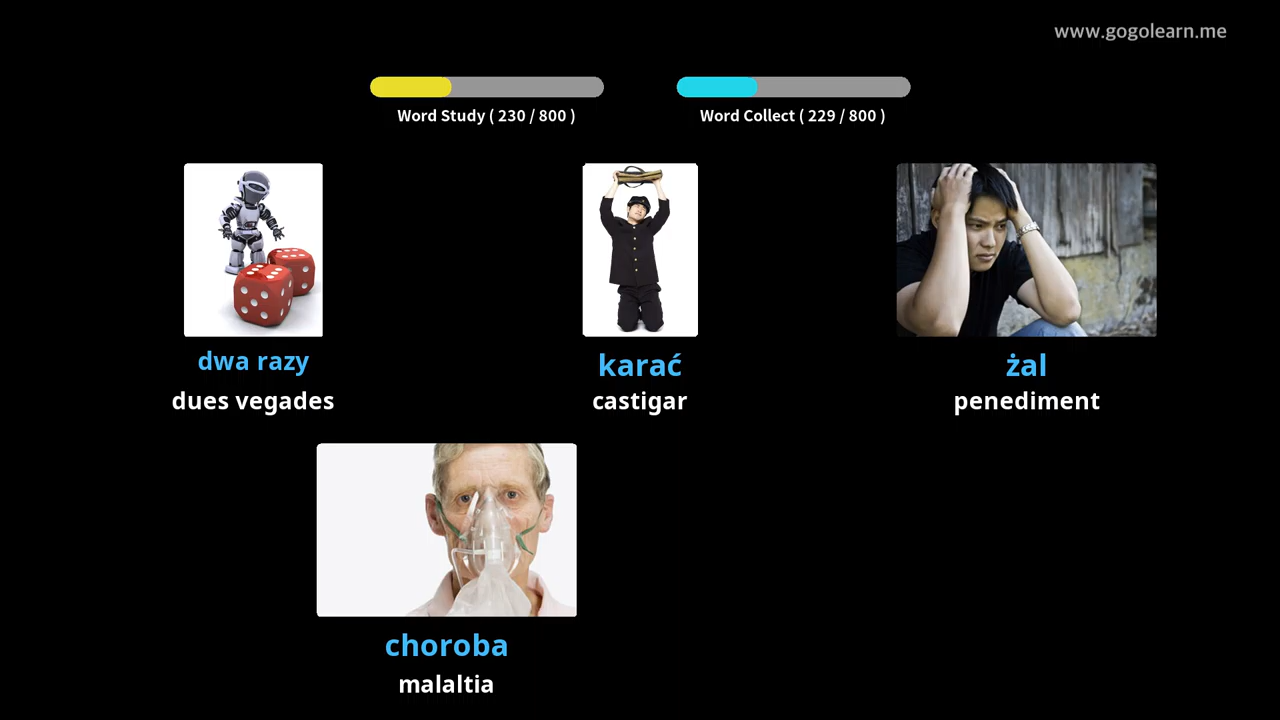 www.gogolearn.me
Word Study ( 230 / 800 )
Word Collect ( 229 / 800 )
dwa razy
dues vegades
karać
castigar
żal
penediment
choroba
malaltia